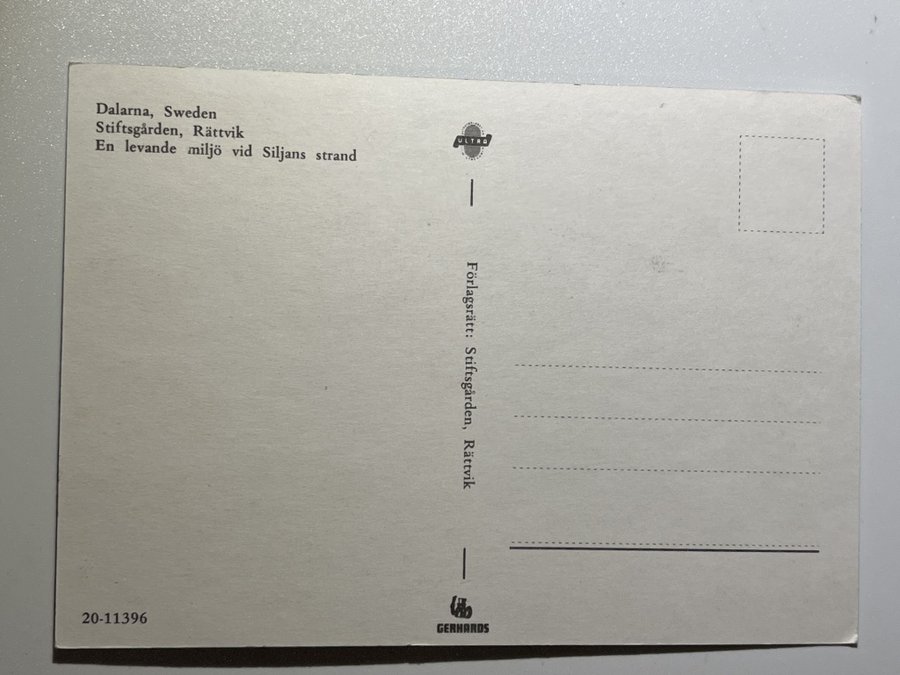 Dalarna, Sweden
Stiftsgården, Rättvik
En levande miljö vid Siljans strand
ULTRA
Förlagsrätt: Stiftsgården, Rättvik
20-11396
GERHARDS